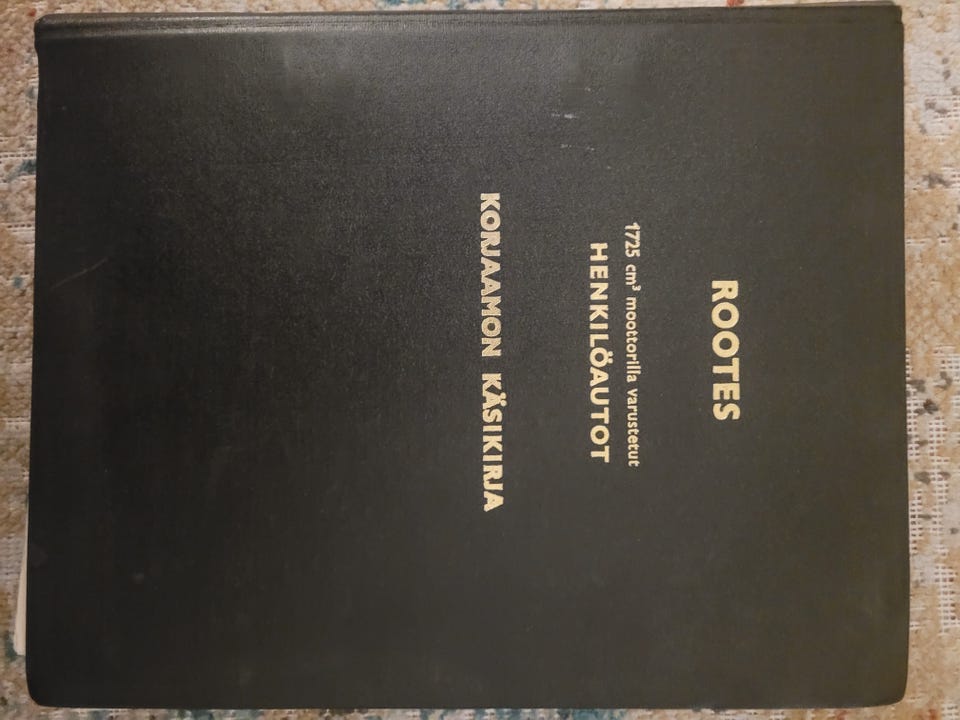 ROOTES
1725 cm³ moottorilla varustetut
HENKILÖAUTOT
KORJAAMON KÄSIKIRJA